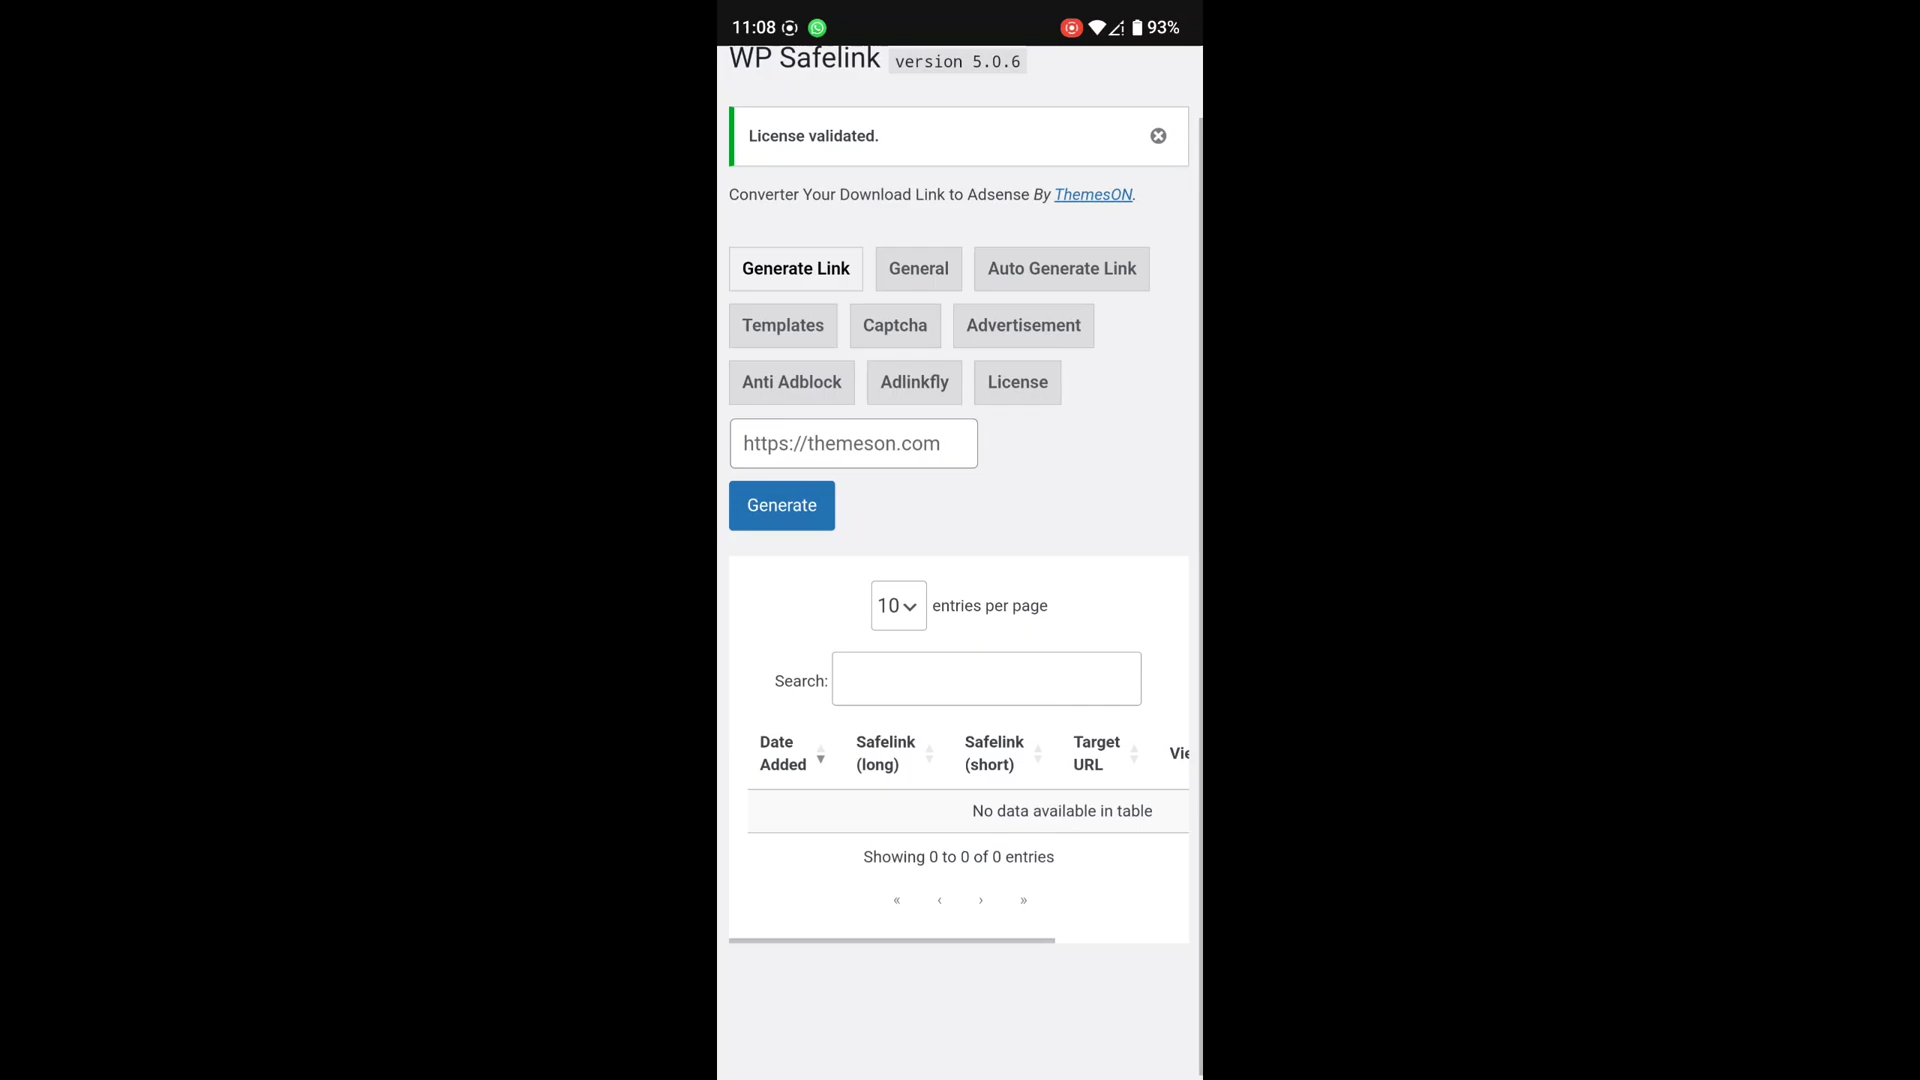 11:08 93%
WP Safelink version 5.0.6
License validated.
Converter Your Download Link to Adsense By ThemesON.
Generate Link General Auto Generate Link
Templates Captcha Advertisement
Anti Adblock Adlinkfly License
https://themeson.com
Generate
10 entries per page
Search:
Date Added Safelink (long) Safelink (short) Target URL Vie
No data available in table
Showing 0 to 0 of 0 entries
« ‹ › »